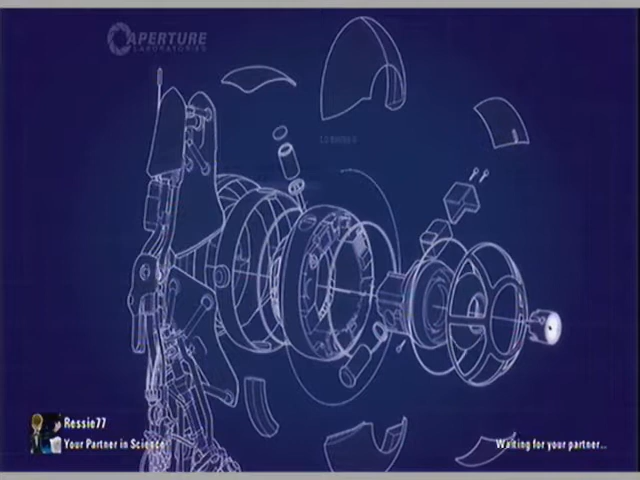 APERTURE
LABORATORIES
Ressie77
Your Partner in Science
Waiting for your partner...